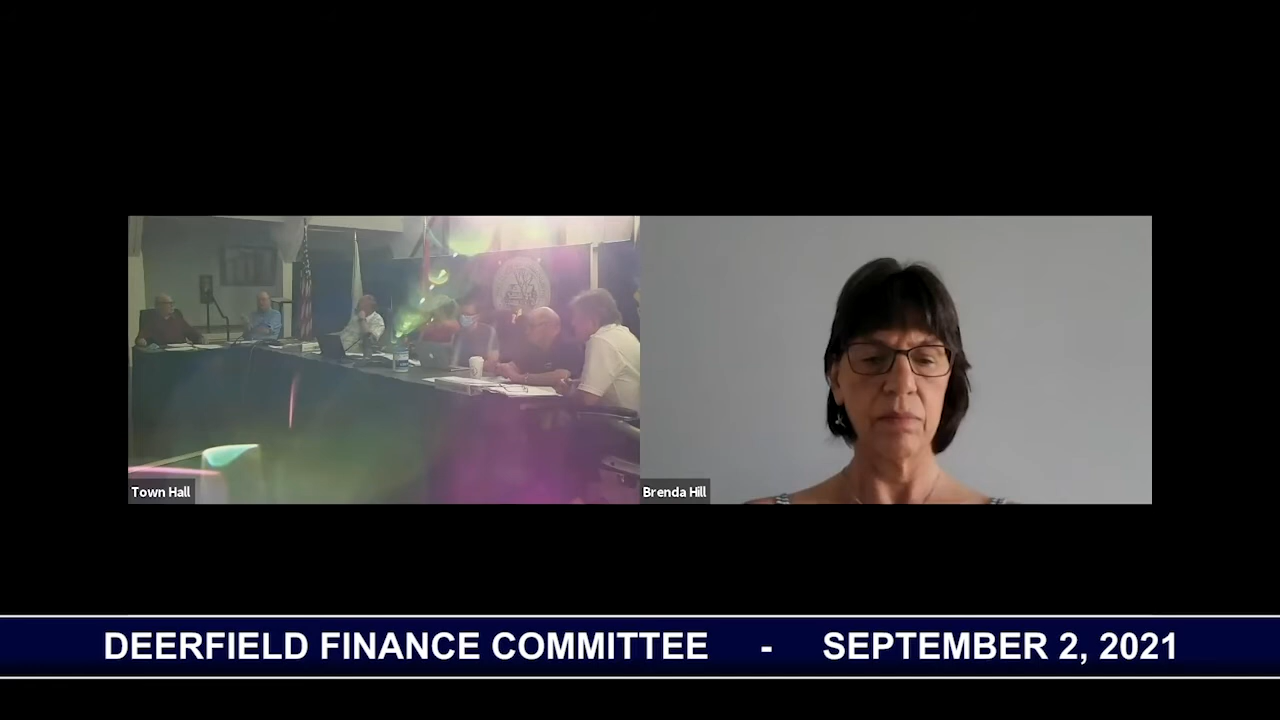 Town Hall
Brenda Hill
DEERFIELD FINANCE COMMITTEE - SEPTEMBER 2, 2021